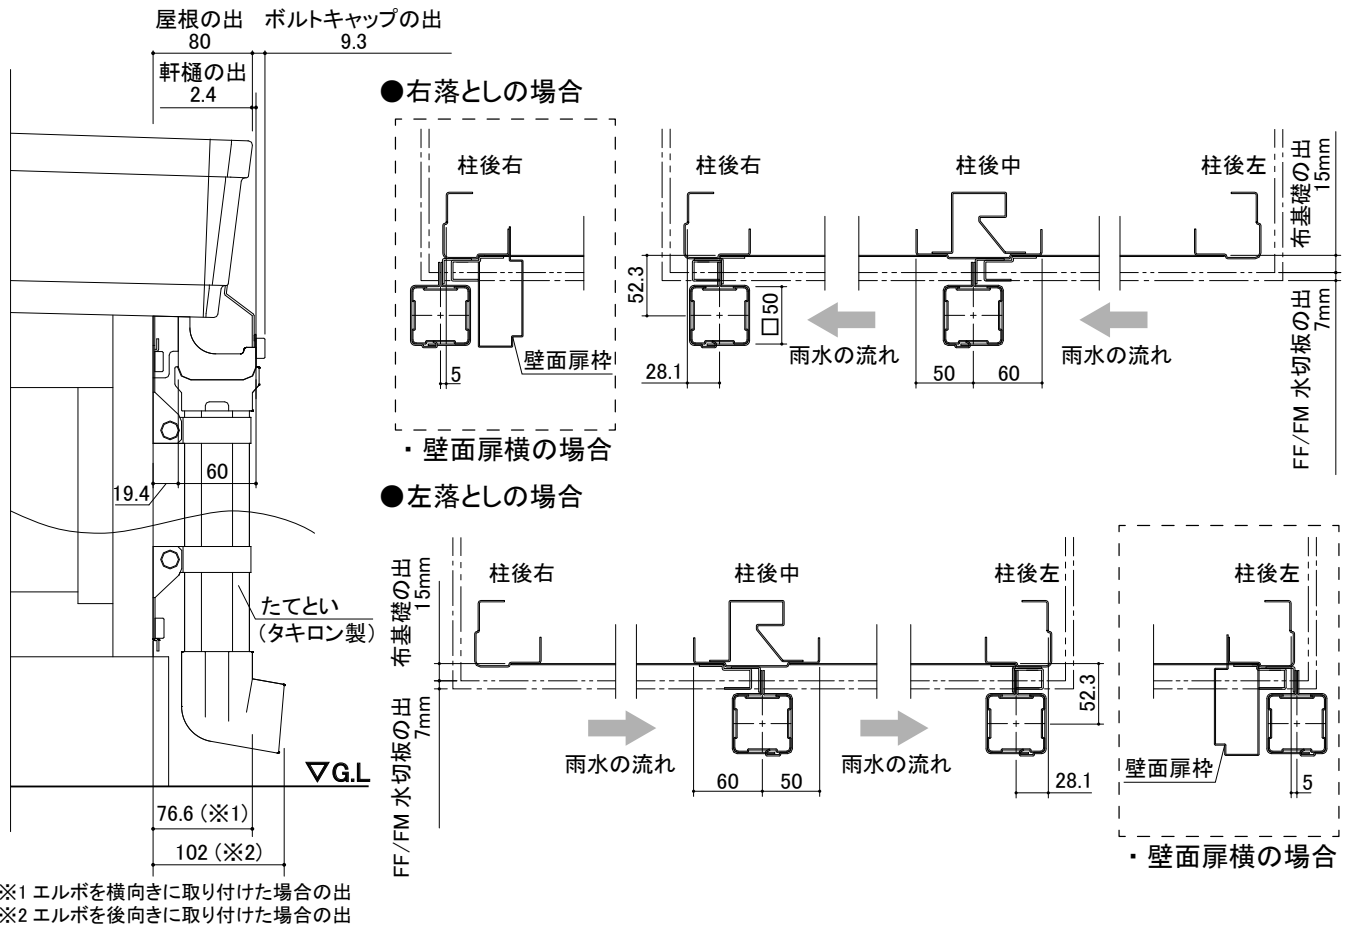 屋根の出
80
ボルトキャップの出
9.3
軒樋の出
2.4
60
19.4
たてとい
(タキロン製)
▽G.L
76.6 (※1)
102 (※2)
※1 エルボを横向きに取り付けた場合の出
※2 エルボを後向きに取り付けた場合の出
●右落としの場合
柱後右
5
壁面扉枠
・壁面扉横の場合
柱後右
柱後中
柱後左
52.3
□50
28.1
雨水の流れ
50
60
雨水の流れ
布基礎の出
15mm
FF/FM 水切板の出
7mm
●左落としの場合
布基礎の出
15mm
FF/FM 水切板の出
7mm
柱後右
柱後中
柱後左
雨水の流れ
60
50
雨水の流れ
52.3
28.1
柱後左
壁面扉枠
5
・壁面扉横の場合